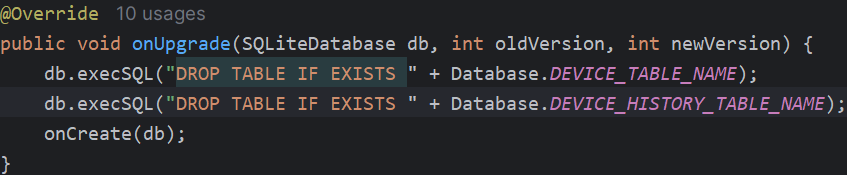 @Override 10 usages
public void onUpgrade(SQLiteDatabase db, int oldVersion, int newVersion) {
    db.execSQL("DROP TABLE IF EXISTS " + Database.DEVICE_TABLE_NAME);
    db.execSQL("DROP TABLE IF EXISTS " + Database.DEVICE_HISTORY_TABLE_NAME);
    onCreate(db);
}